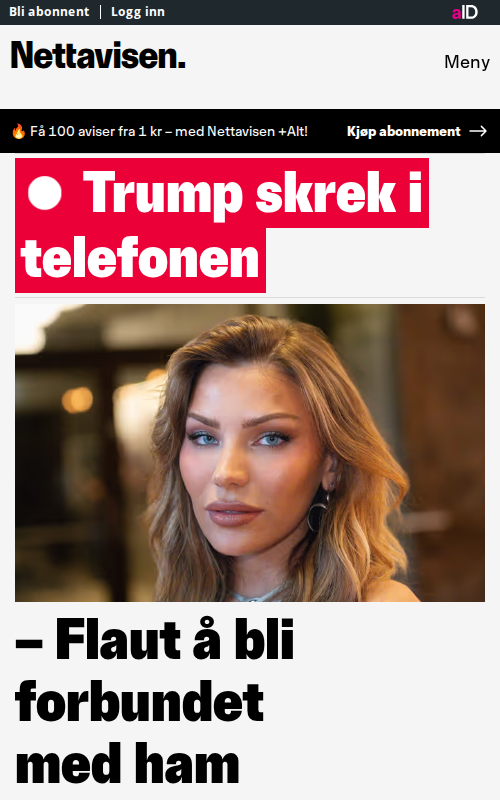 Bli abonnent | Logg inn
aID
Nettavisen.
Meny
🔥 Få 100 aviser fra 1 kr – med Nettavisen +Alt!
Kjøp abonnement →
Trump skrek i
telefonen
– Flaut å bli
forbundet
med ham